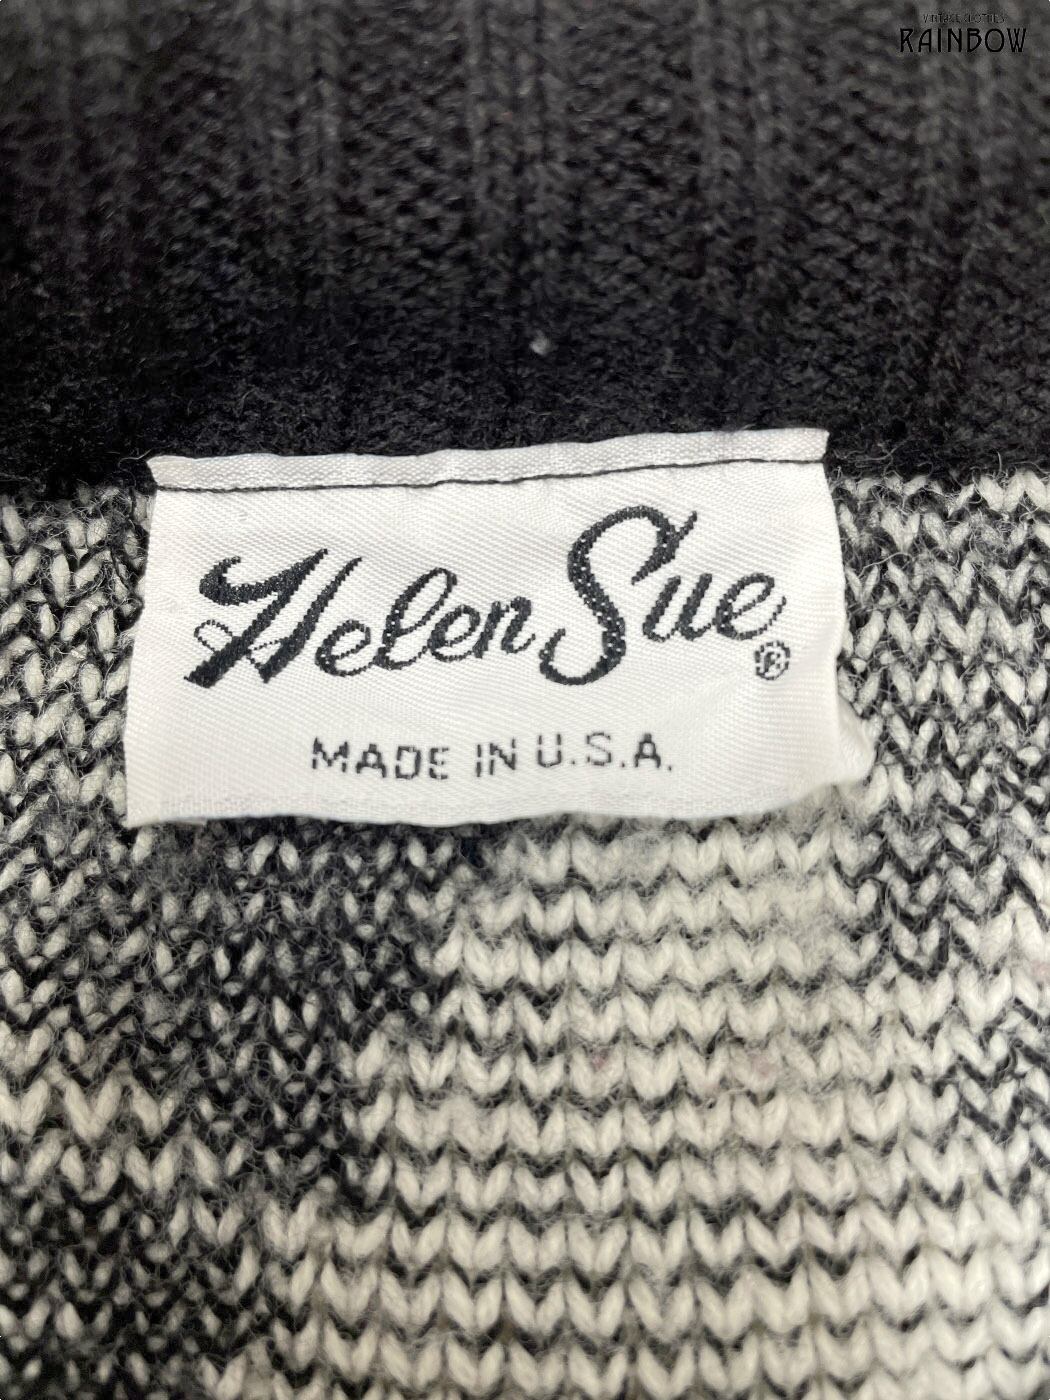 VINTAGE CLOTHES
RAINBOW
Helen Sue ®
MADE IN U.S.A.